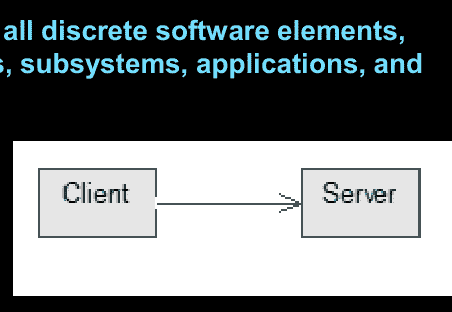 all discrete software elements,
s, subsystems, applications, and
Client
Server